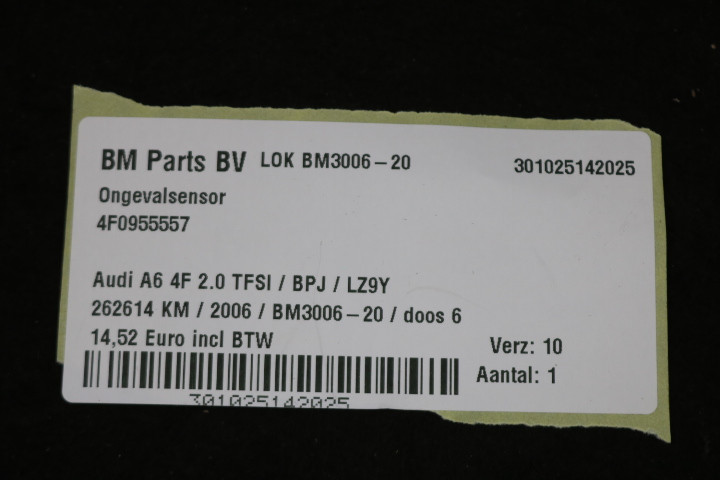 BM Parts BV LOK BM3006-20 301025142025
Ongevalsensor
4F0955557
Audi A6 4F 2.0 TFSI / BPJ / LZ9Y
262614 KM / 2006 / BM3006-20 / doos 6
14,52 Euro incl BTW
Verz: 10
Aantal: 1
301025142025